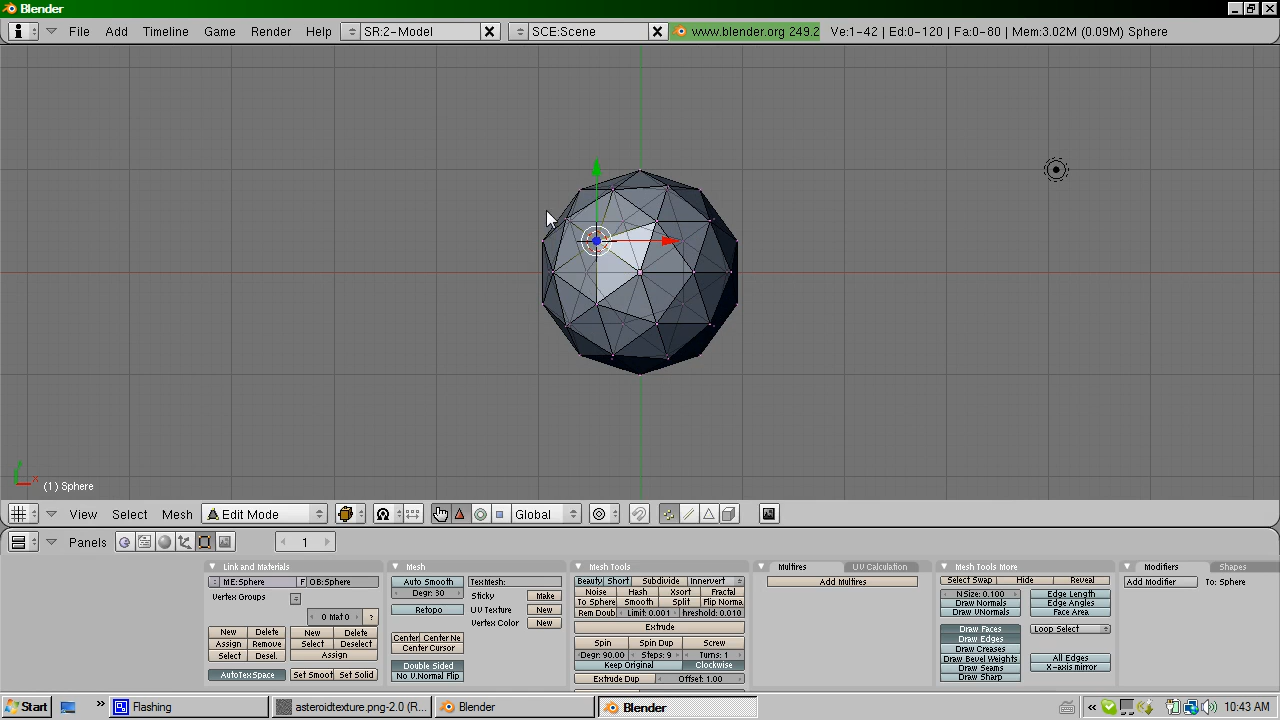 Blender
File Add Timeline Game Render Help SR:2-Model SCE:Scene www.blender.org 249.2 Ve:1-42 | Ed:0-120 | Fa:0-80 | Mem:3.02M (0.09M) Sphere
x
(1) Sphere
View Select Mesh Edit Mode Global
Panels 1
Link and Materials
ME:Sphere F OB:Sphere
Vertex Groups
0 Mat 0 ?
New Delete New Delete
Assign Remove Select Deselect
Select Desel. Assign
AutoTexSpace Set Smoot Set Solid
Mesh
Auto Smooth TexMesh:
Degr: 30 Sticky Make
Retopo UV Texture New
Vertex Color New
Center Center Ne
Center Cursor
Double Sided
No V.Normal Flip
Mesh Tools
Beauty Short Subdivide Innervert
Noise Hash Xsort Fractal
To Sphere Smooth Split Flip Norma
Rem Doub Limit: 0.001 hreshold: 0.010
Extrude
Spin Spin Dup Screw
Degr: 90.00 Steps: 9 Turns: 1
Keep Original Clockwise
Extrude Dup Offset: 1.00
Multires UV Calculation
Add Multires
Mesh Tools More
Select Swap Hide Reveal
NSize: 0.100 Edge Length
Draw Normals Edge Angles
Draw VNormals Face Area
Draw Faces Loop Select
Draw Edges
Draw Creases
Draw Bevel Weights All Edges
Draw Seams X-axis mirror
Draw Sharp
Modifiers Shapes
Add Modifier To: Sphere
Start » Flashing asteroidtexture.png-2.0 (R... Blender Blender « 10:43 AM